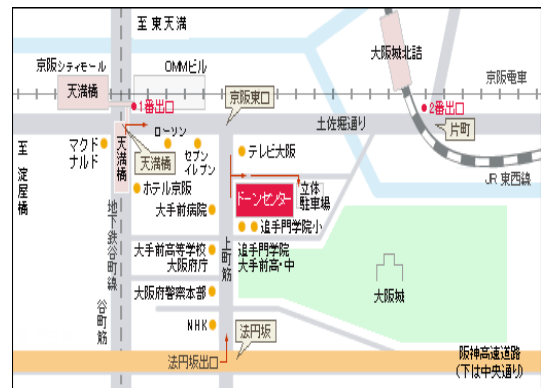 至東天満
京阪シティモール
天満橋
OMMビル
大阪城北詰
京阪電車
1番出口
2番出口
京阪東口
土佐堀通り
片町
ローソン
セブン
イレブン
マクド
ナルド
天満橋
天満橋
至淀屋橋
テレビ大阪
JR東西線
ホテル京阪
ドーンセンター
立体
駐車場
大手前病院
追手門学院小
地下鉄谷町線
谷町筋
上町筋
大手前高等学校
大阪府庁
追手門学院
大手前高・中
大阪城
大阪府警察本部
NHK
法円坂
法円坂出口
阪神高速道路
(下は中央通り)